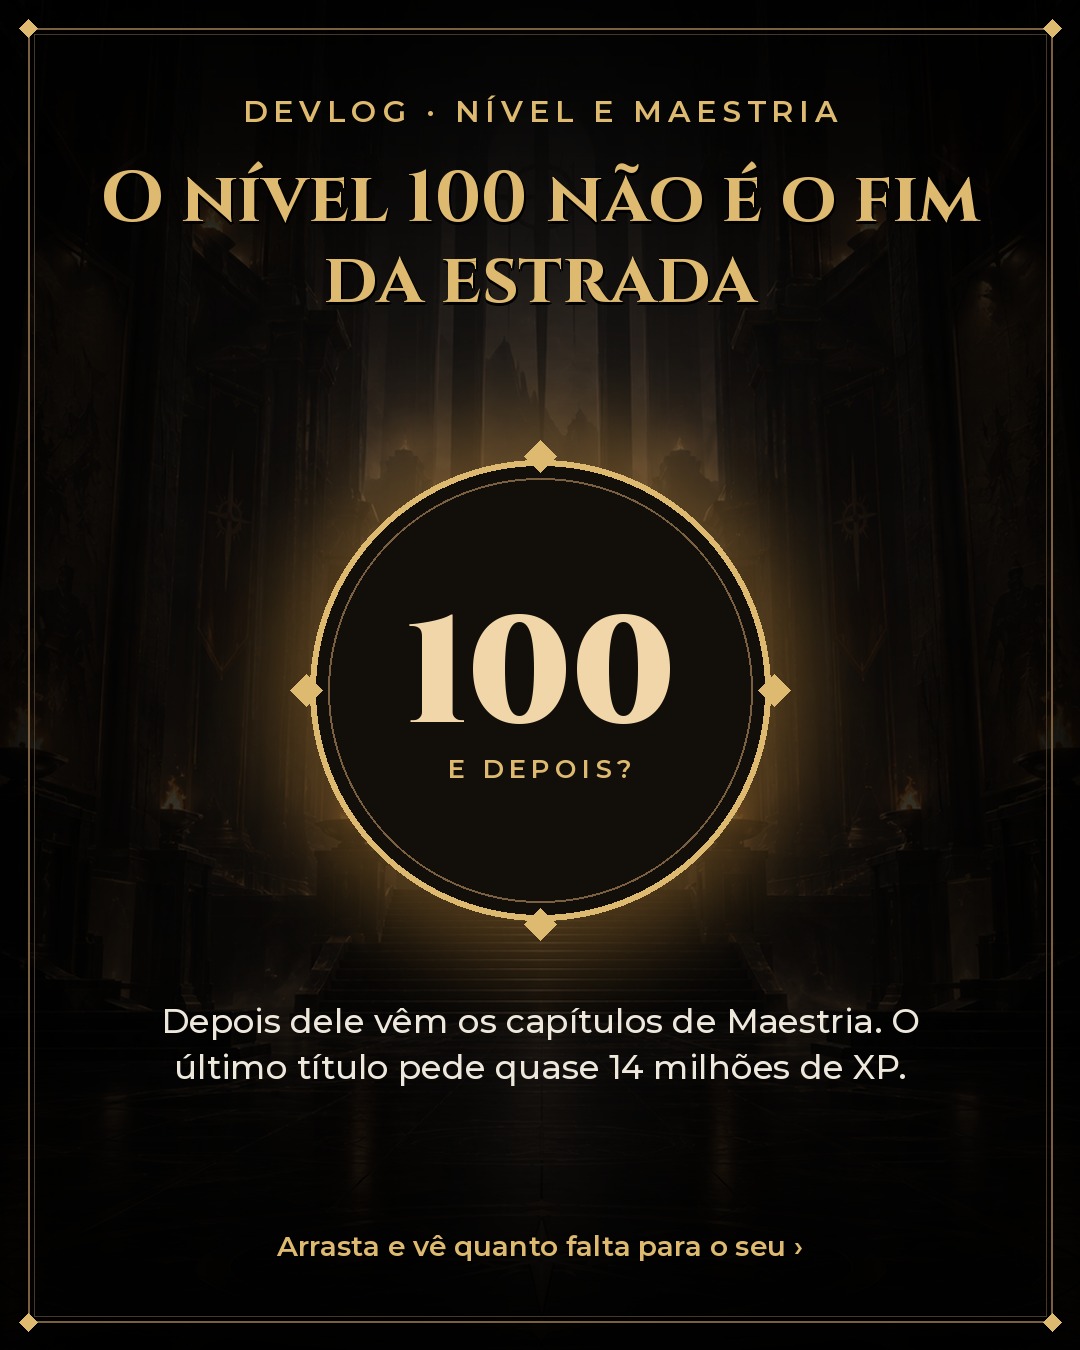 DEVLOG · NÍVEL E MAESTRIA
O NÍVEL 100 NÃO É O FIM
DA ESTRADA
100
E DEPOIS?
Depois dele vêm os capítulos de Maestria. O
último título pede quase 14 milhões de XP.
Arrasta e vê quanto falta para o seu ›